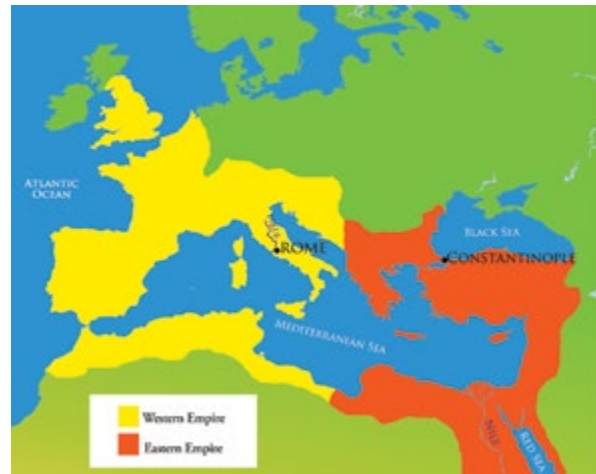 ATLANTIC
OCEAN
BLACK SEA
ROME
CONSTANTINOPLE
MEDITERRANEAN SEA
Western Empire
Eastern Empire
NILE
RED SEA